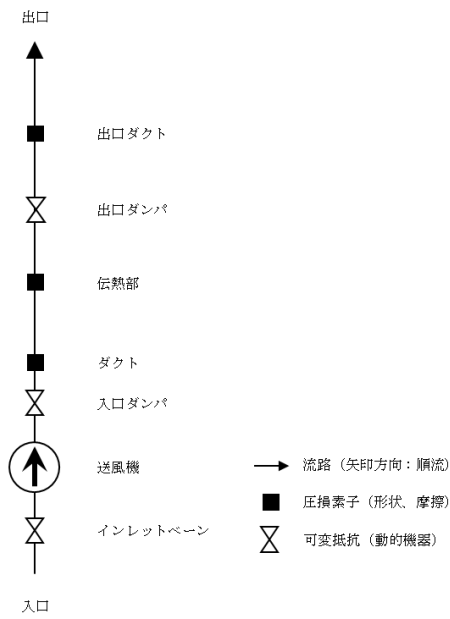 出口
出口ダクト
出口ダンパ
伝熱部
ダクト
入口ダンパ
送風機
インレットベーン
入口
流路（矢印方向：順流）
圧損素子（形状、摩擦）
可変抵抗（動的機器）